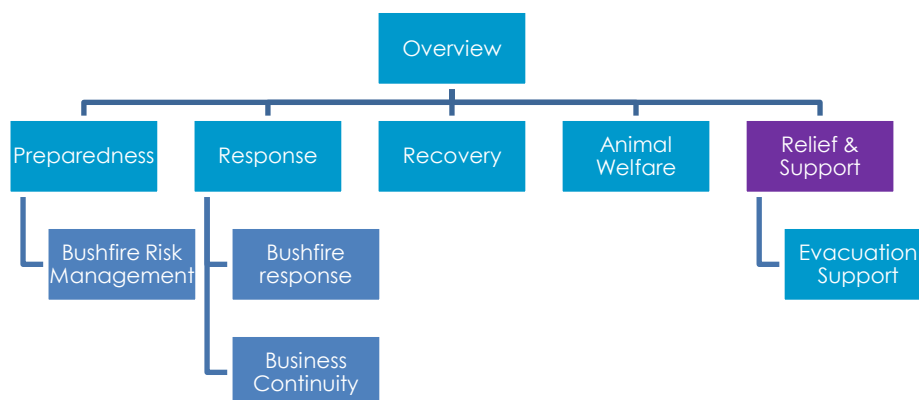 Overview
Preparedness
Response
Recovery
Animal
Welfare
Relief &
Support
Bushfire Risk
Management
Bushfire
response
Evacuation
Support
Business
Continuity